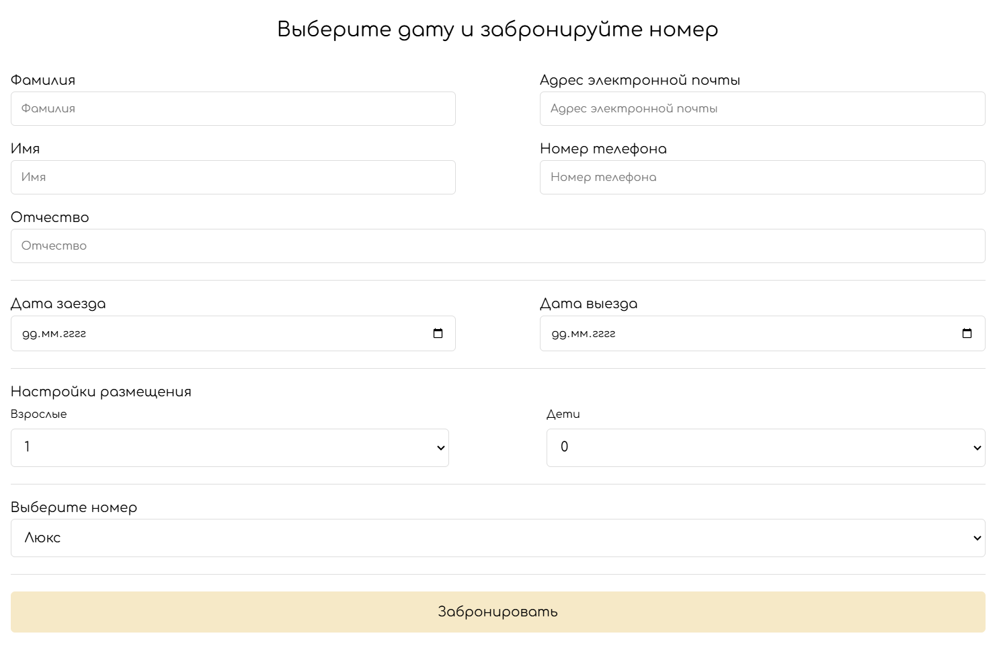 Выберите дату и забронируйте номер
Фамилия
Фамилия
Адрес электронной почты
Адрес электронной почты
Имя
Имя
Номер телефона
Номер телефона
Отчество
Отчество
Дата заезда
дд.мм.гггг
Дата выезда
дд.мм.гггг
Настройки размещения
Взрослые
1
Дети
0
Выберите номер
Люкс
Забронировать